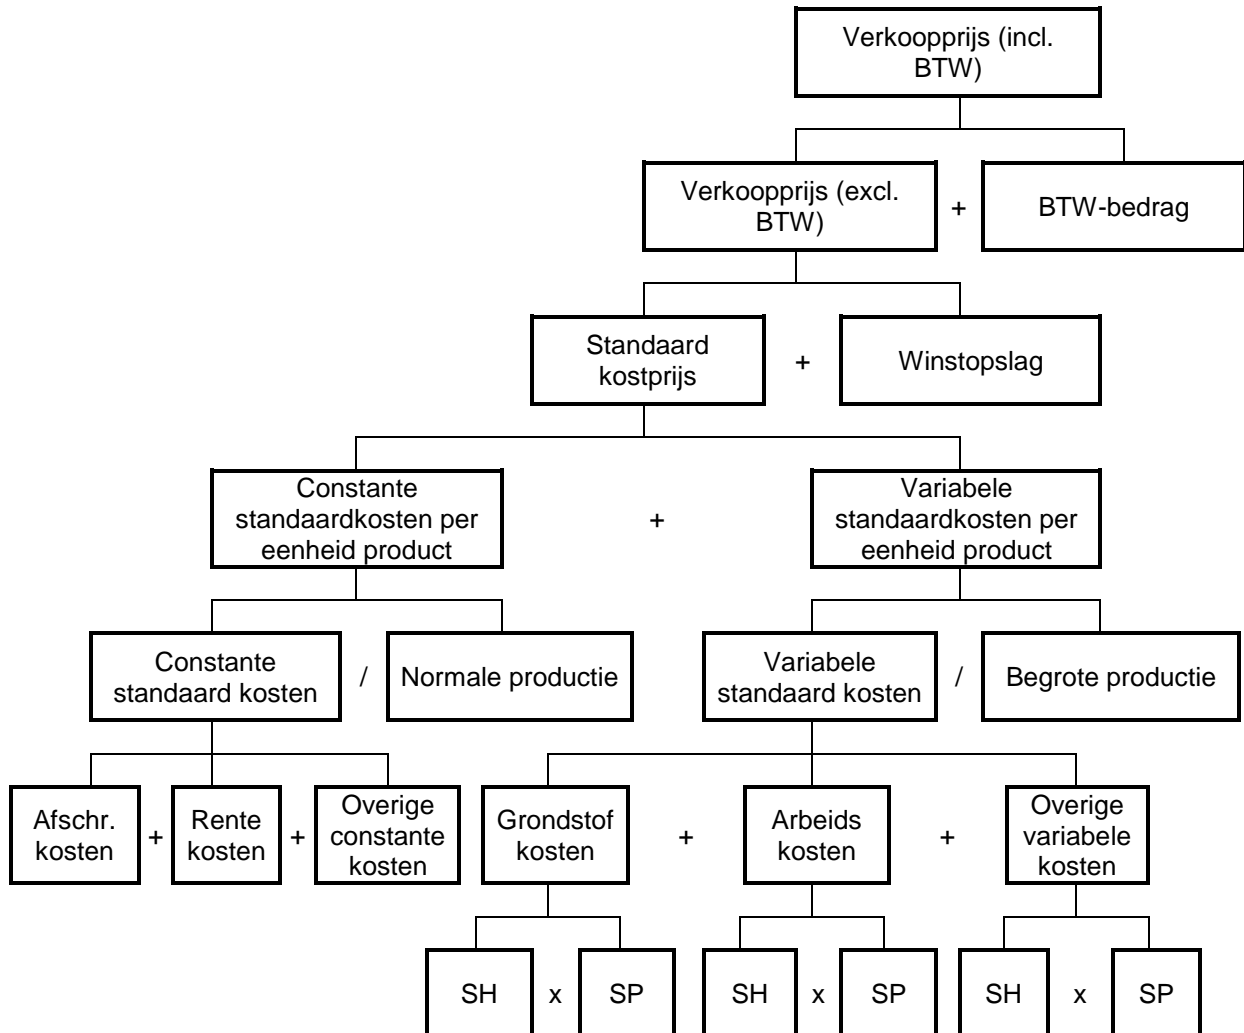 Verkoopprijs (incl.
BTW)
Verkoopprijs (excl.
BTW)
+
BTW-bedrag
Standaard
kostprijs
+
Winstopslag
Constante
standaardkosten per
eenheid product
+
Variabele
standaardkosten per
eenheid product
Constante
standaard kosten
/
Normale productie
Variabele
standaard kosten
/
Begrote productie
Afschr.
kosten
+
Rente
kosten
+
Overige
constante
kosten
Grondstof
kosten
+
Arbeids
kosten
+
Overige
variabele
kosten
SH
x
SP
SH
x
SP
SH
x
SP